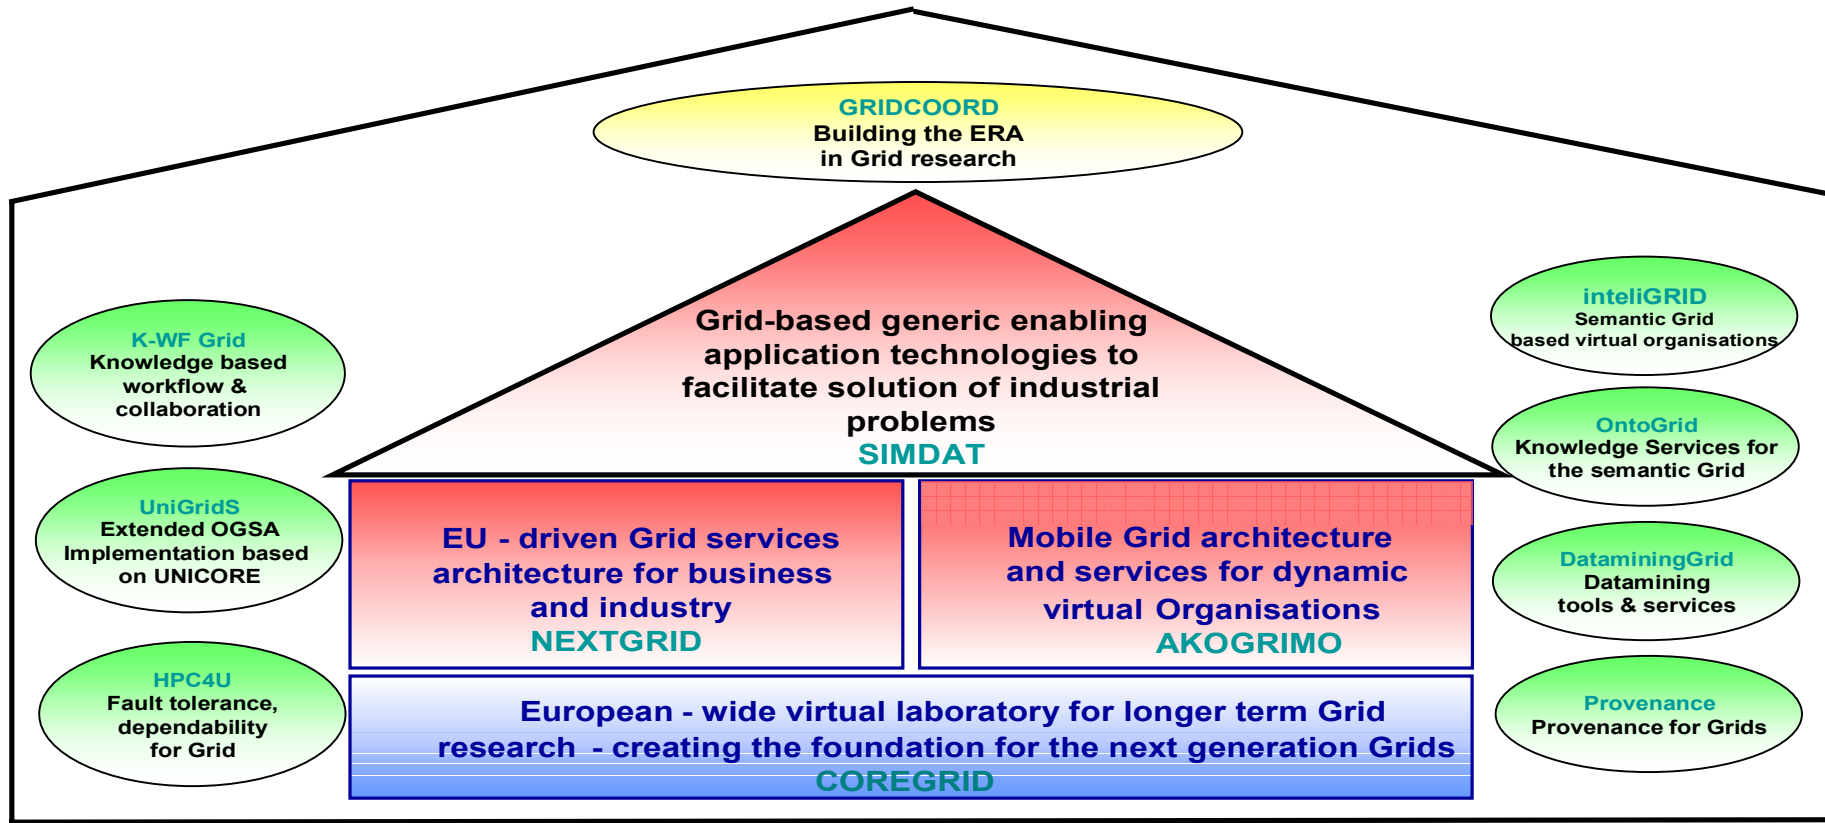 GRIDCOORD
Building the ERA
in Grid research
Grid-based generic enabling
application technologies to
facilitate solution of industrial
problems
SIMDAT
K-WF Grid
Knowledge based
workflow &
collaboration
UniGridS
Extended OGSA
Implementation based
on UNICORE
HPC4U
Fault tolerance,
dependability
for Grid
EU - driven Grid services
architecture for business
and industry
NEXTGRID
Mobile Grid architecture
and services for dynamic
virtual Organisations
AKOGRIMO
European - wide virtual laboratory for longer term Grid
research - creating the foundation for the next generation Grids
COREGRID
inteliGRID
Semantic Grid
based virtual organisations
OntoGrid
Knowledge Services for
the semantic Grid
DataminingGrid
Datamining
tools & services
Provenance
Provenance for Grids